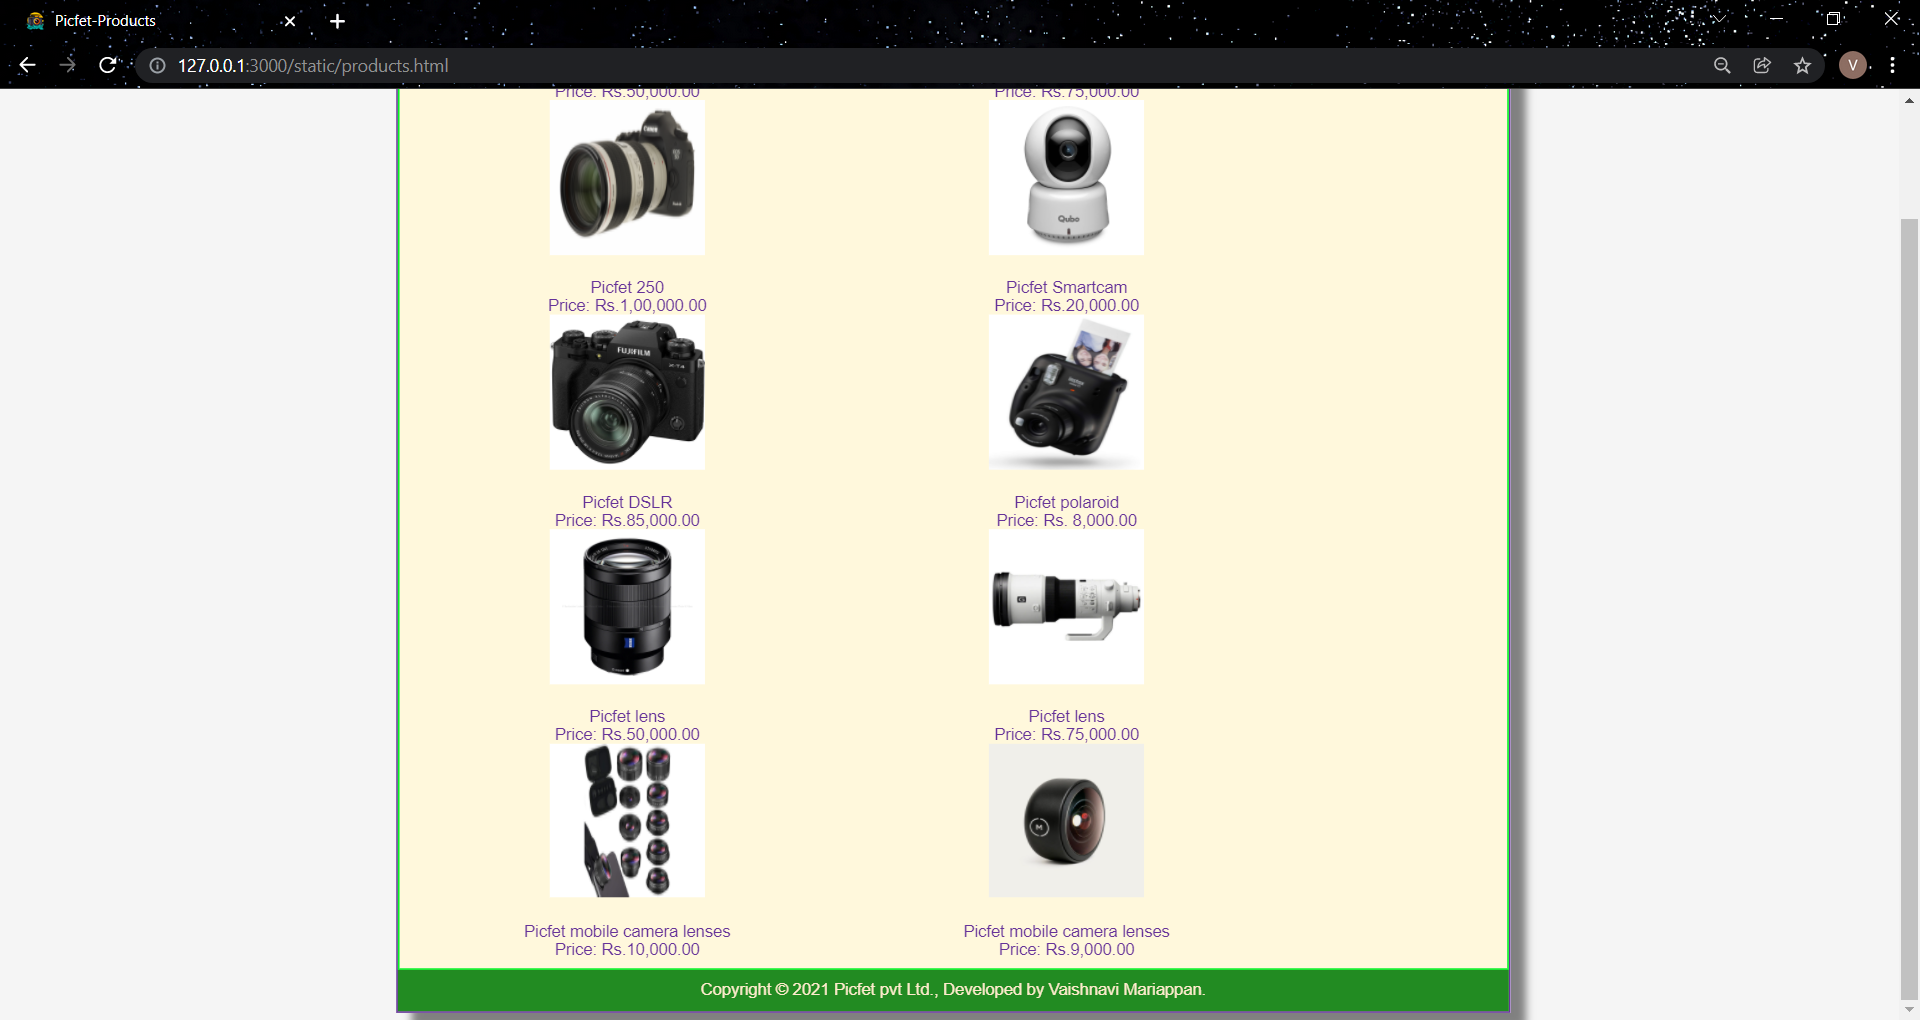 Picfet-Products
127.0.0.1:3000/static/products.html
V
Price: Rs.50,000.00
Price: Rs.75,000.00
Canon
Qubo
Picfet 250
Price: Rs.1,00,000.00
Picfet Smartcam
Price: Rs.20,000.00
FUJIFILM
X-T4
Picfet DSLR
Price: Rs.85,000.00
Picfet polaroid
Price: Rs. 8,000.00
G
Picfet lens
Price: Rs.50,000.00
Picfet lens
Price: Rs.75,000.00
M
Picfet mobile camera lenses
Price: Rs.10,000.00
Picfet mobile camera lenses
Price: Rs.9,000.00
Copyright © 2021 Picfet pvt Ltd., Developed by Vaishnavi Mariappan.